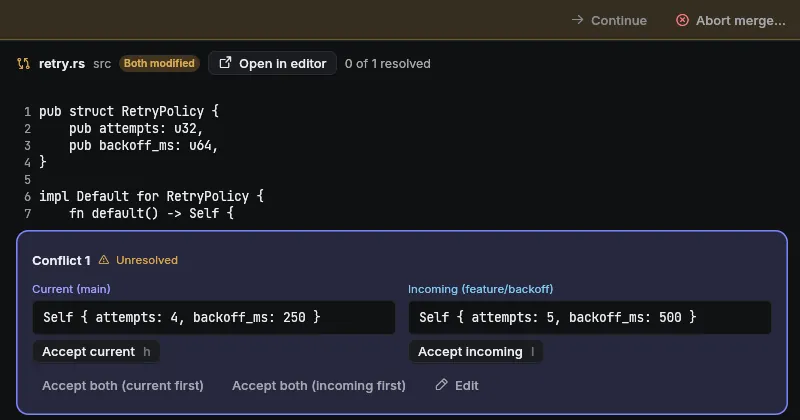 Continue Abort merge...
retry.rs src Both modified Open in editor 0 of 1 resolved
1 pub struct RetryPolicy {
2 pub attempts: u32,
3 pub backoff_ms: u64,
4 }
5
6 impl Default for RetryPolicy {
7 fn default() -> Self {
Conflict 1 Unresolved
Current (main) Incoming (feature/backoff)
Self { attempts: 4, backoff_ms: 250 } Self { attempts: 5, backoff_ms: 500 }
Accept current h Accept incoming l
Accept both (current first) Accept both (incoming first) Edit